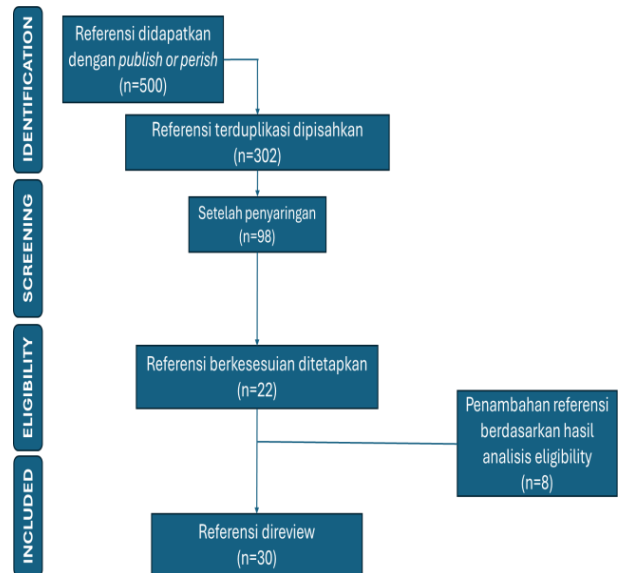 IDENTIFICATION
Referensi didapatkan
dengan publish or perish
(n=500)
Referensi terduplikasi dipisahkan
(n=302)
SCREENING
Setelah penyaringan
(n=98)
ELIGIBILITY
Referensi berkesesuian ditetapkan
(n=22)
Penambahan referensi
berdasarkan hasil
analisis eligibility
(n=8)
INCLUDED
Referensi direview
(n=30)